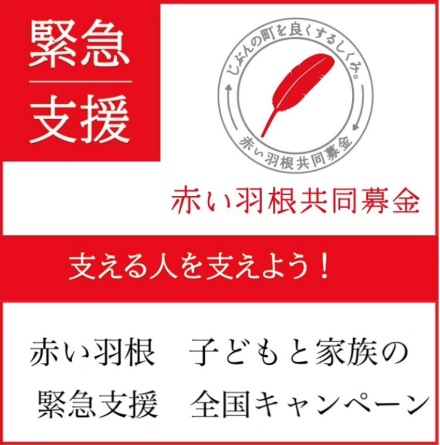 緊急
支援
じぶんの町を良くするしくみ。
赤い羽根共同募金
赤い羽根共同募金
支える人を支えよう!
赤い羽根 子どもと家族の
緊急支援 全国キャンペーン